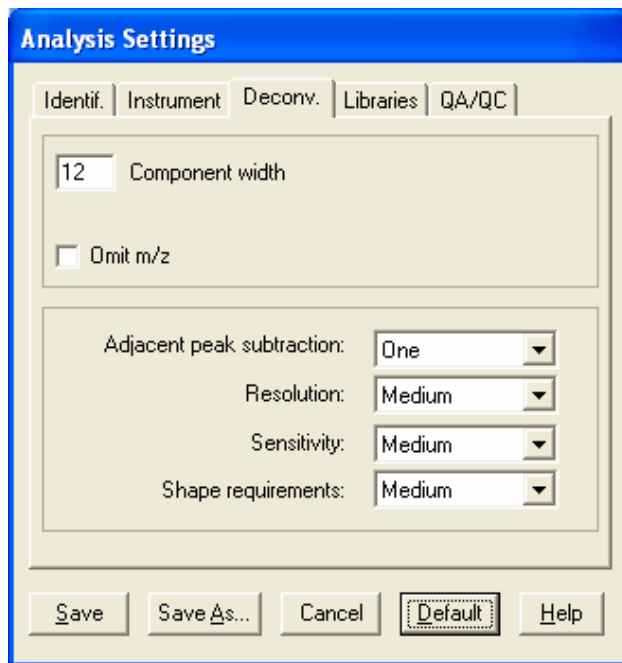 Analysis Settings
Identif. Instrument Deconv. Libraries QA/QC
12 Component width
Omit m/z
Adjacent peak subtraction: One
Resolution: Medium
Sensitivity: Medium
Shape requirements: Medium
Save Save As... Cancel Default Help